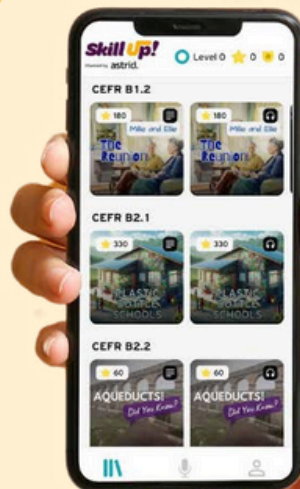 Skill Up!
Powered by astrid.
Level 0 0 0
CEFR B1.2
180
Millie and Ellie
The
Reunion
180
Millie and Ellie
The
Reunion
CEFR B2.1
330
PLASTIC
BOTTLE
SCHOOLS
330
PLASTIC
BOTTLE
SCHOOLS
CEFR B2.2
60
AQUEDUCTS!
Did You Know?
60
AQUEDUCTS!
Did You Know?